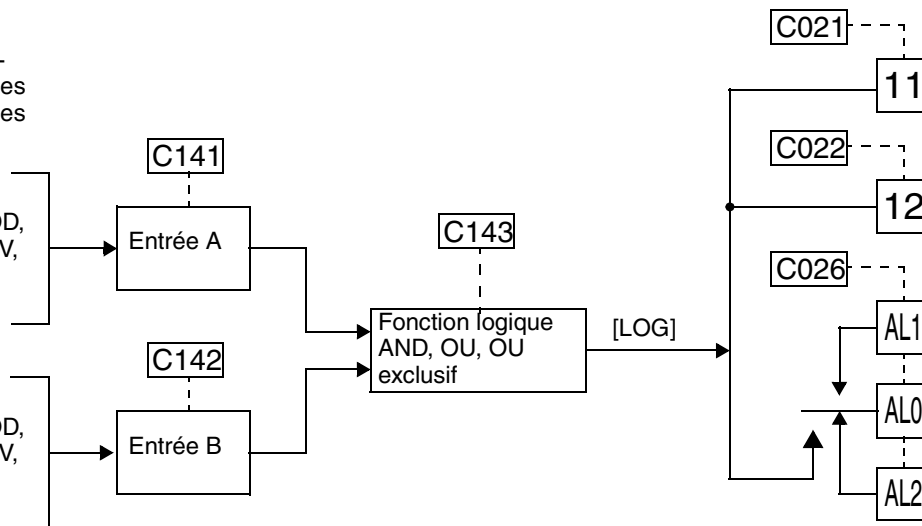 C021
11
C141
C022
12
Entrée A
C143
C026
Fonction logique
AND, OU, OU
exclusif
[LOG]
AL1
C142
AL0
Entrée B
AL2